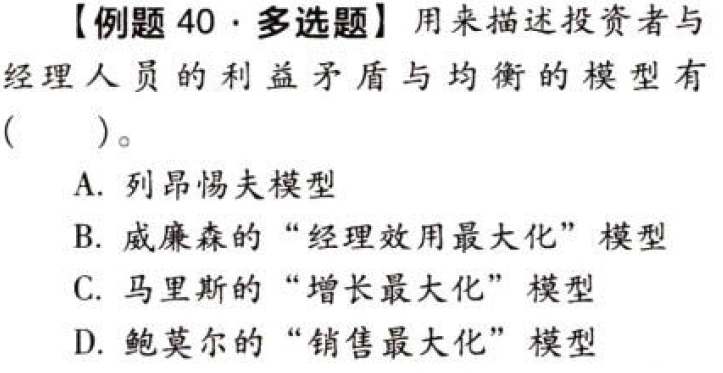 【例题 40·多选题】用来描述投资者与
经理人员的利益矛盾与均衡的模型有
(　　)。
A. 列昂惕夫模型
B. 威廉森的“经理效用最大化”模型
C. 马里斯的“增长最大化”模型
D. 鲍莫尔的“销售最大化”模型